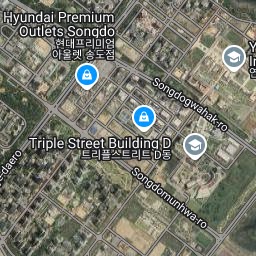 Hyundai Premium
Outlets Songdo
현대프리미엄
아울렛 송도점
Songdogwahak-ro
Triple Street Building D
트리플스트리트 D동
Songdomunhwa-ro
-daero